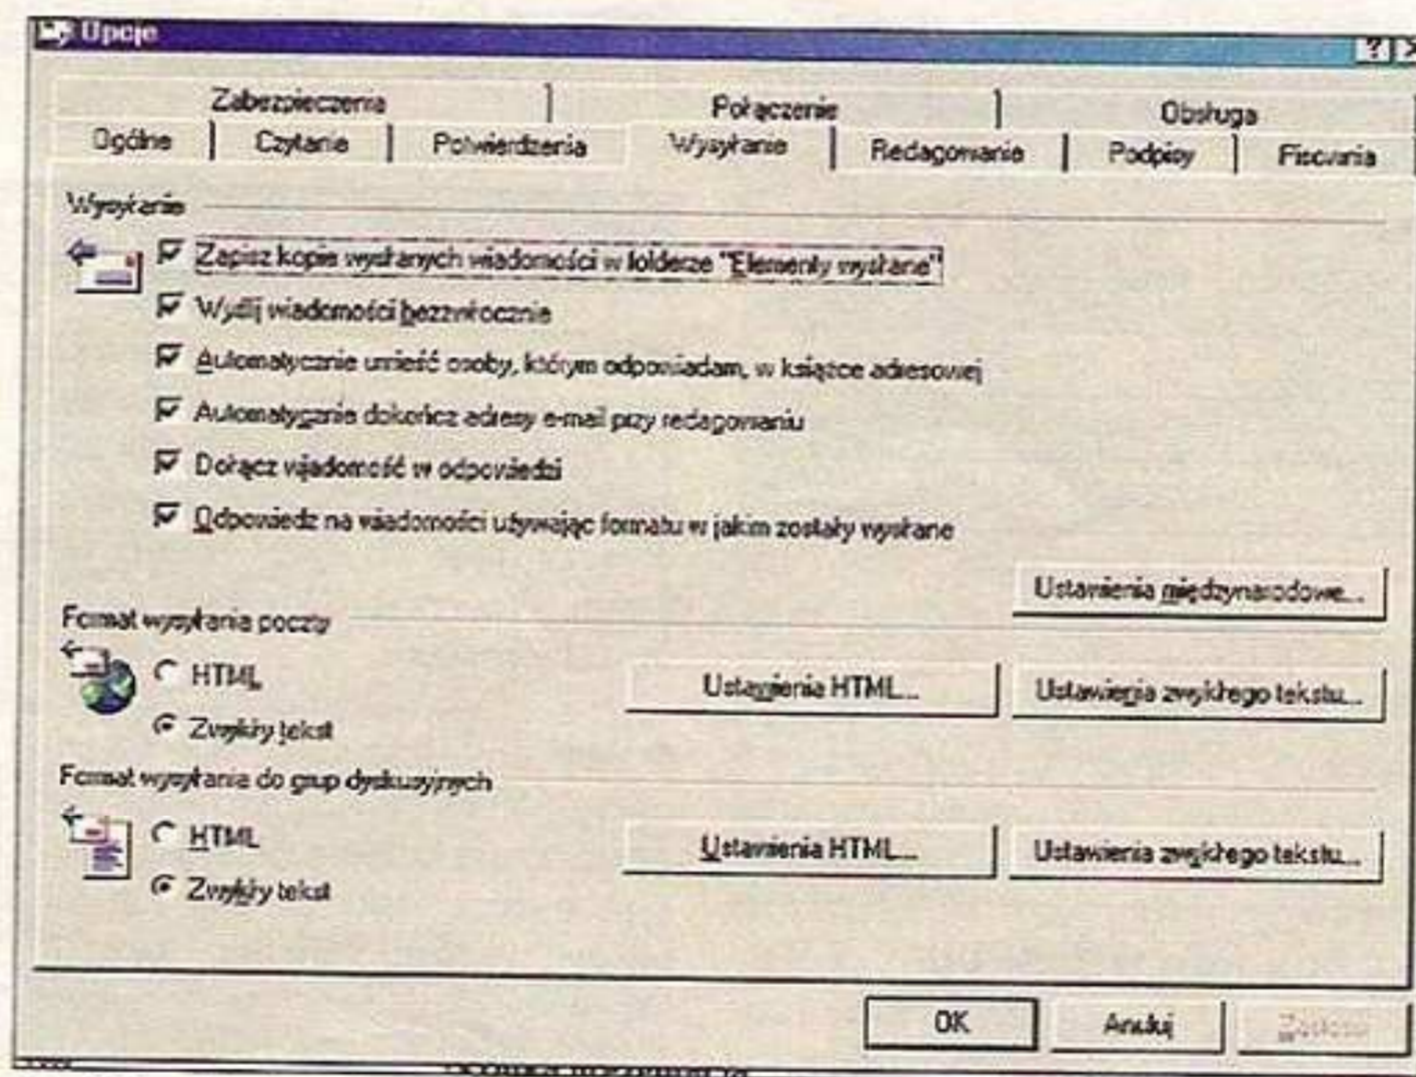 Opcje
Zabezpieczenia Połączenie Obsługa
Ogólne Czytanie Potwierdzenia Wysyłanie Redagowanie Podpisy Pisownia
Wysyłanie
Zapisz kopie wysłanych wiadomości w folderze "Elementy wysłane"
Wyślij wiadomości bezzwłocznie
Automatycznie umieść osoby, którym odpowiadam, w książce adresowej
Automatycznie dokończ adresy e-mail przy redagowaniu
Dołącz wiadomość w odpowiedzi
Odpowiedz na wiadomości używając formatu w jakim zostały wysłane
Ustawienia międzynarodowe...
Format wysyłania poczty
HTML Ustawienia HTML... Ustawienia zwykłego tekstu...
Zwykły tekst
Format wysyłania do grup dyskusyjnych
HTML Ustawienia HTML... Ustawienia zwykłego tekstu...
Zwykły tekst
OK Anuluj Zastosuj